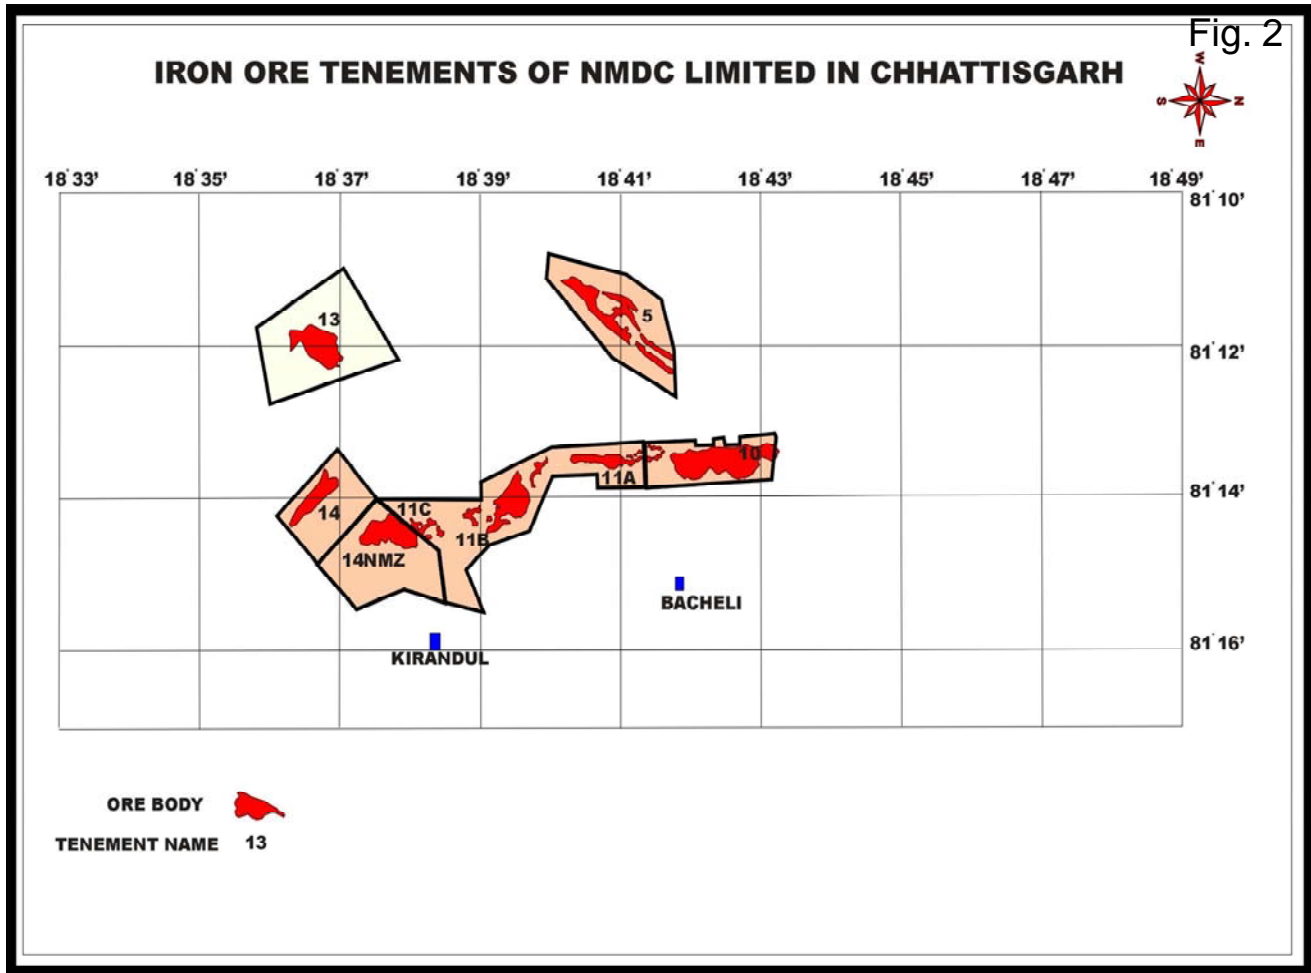 Fig. 2
IRON ORE TENEMENTS OF NMDC LIMITED IN CHHATTISGARH
W
S N
E
18°33' 18°35' 18°37' 18°39' 18°41' 18°43' 18°45' 18°47' 18°49'
81°10'
5
13
81°12'
10
11A
81°14'
14 11C
11B
14NMZ
BACHELI
81°16'
KIRANDUL
ORE BODY
TENEMENT NAME 13